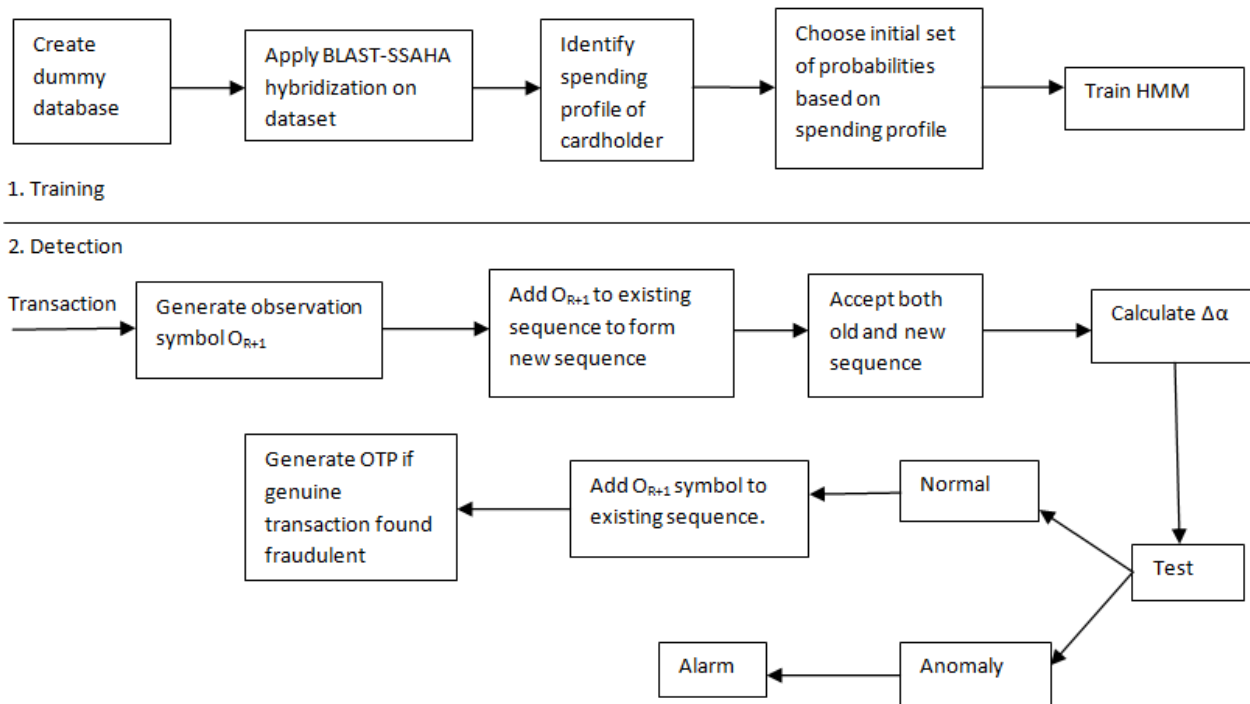 Create
dummy
database
Apply BLAST-SSAHA
hybridization on
dataset
Identify
spending
profile of
cardholder
Choose initial set
of probabilities
based on
spending profile
Train HMM
1. Training
2. Detection
Transaction
Generate observation
symbol O_{R+1}
Add O_{R+1} to existing
sequence to form
new sequence
Accept both
old and new
sequence
Calculate Δα
Generate OTP if
genuine
transaction found
fraudulent
Add O_{R+1} symbol to
existing sequence.
Normal
Test
Alarm
Anomaly